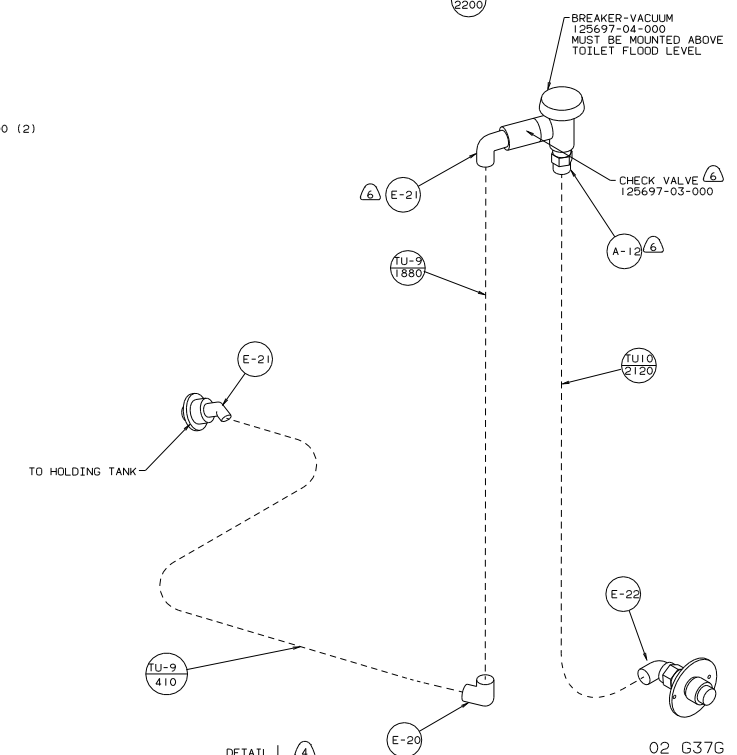 2200
BREAKER-VACUUM
125697-04-000
MUST BE MOUNTED ABOVE
TOILET FLOOD LEVEL
0 (2)
CHECK VALVE 6
125697-03-000
6 E-21
A-12 6
TU-9
1880
E-21
TU10
2120
TO HOLDING TANK
E-22
TU-9
410
E-20
DETAIL 4
02 G37G